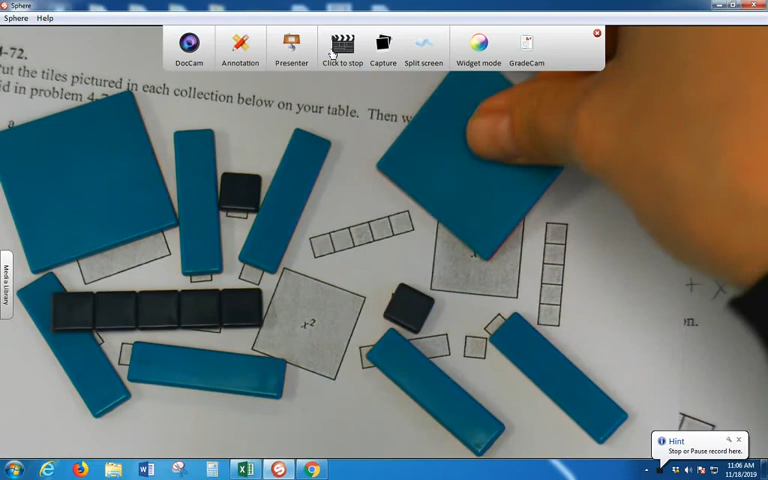 Sphere
Sphere Help
DocCam Annotation Presenter Click to stop Capture Split screen Widget mode GradeCam
4-72.
ut the tiles pictured in each collection below on your table. Then w
id in problem 4-7
a.
x²
+ x
on.
Media Library
Hint
Stop or Pause record here.
11:06 AM
11/18/2019